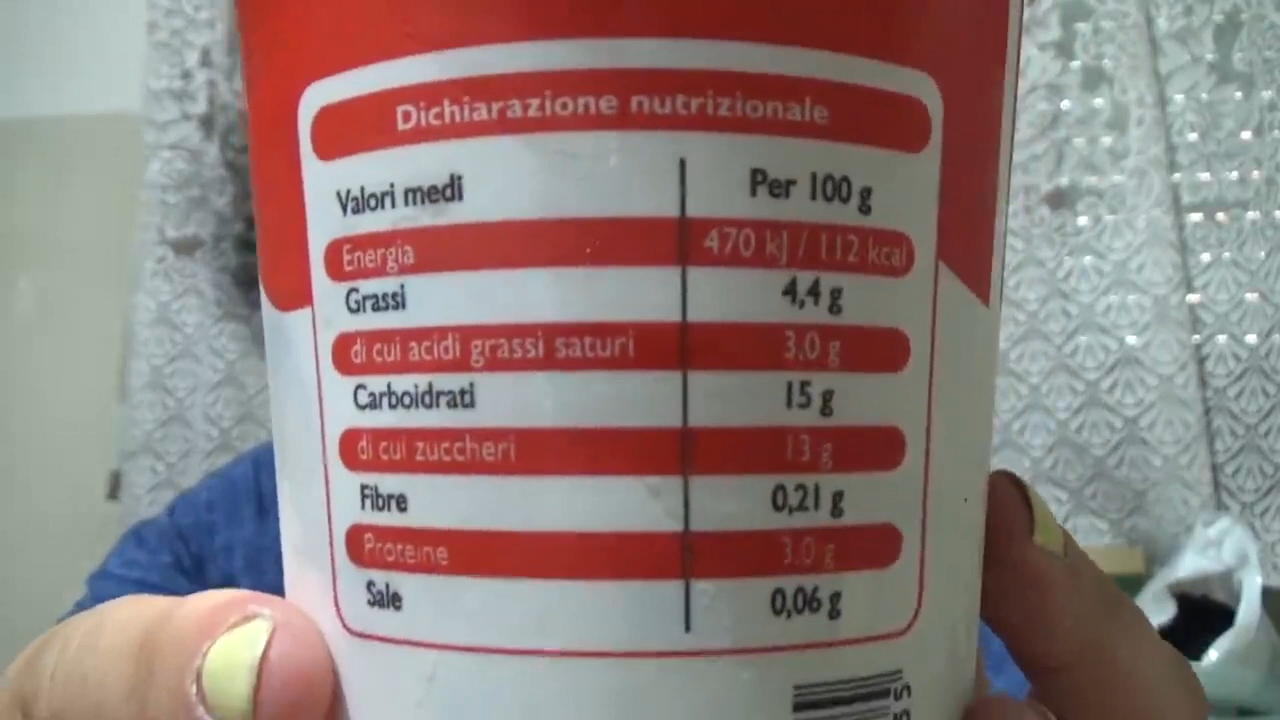 Dichiarazione nutrizionale
Valori medi Per 100 g
Energia 470 kJ / 112 kcal
Grassi 4,4 g
di cui acidi grassi saturi 3,0 g
Carboidrati 15 g
di cui zuccheri 13 g
Fibre 0,21 g
Proteine 3,0 g
Sale 0,06 g